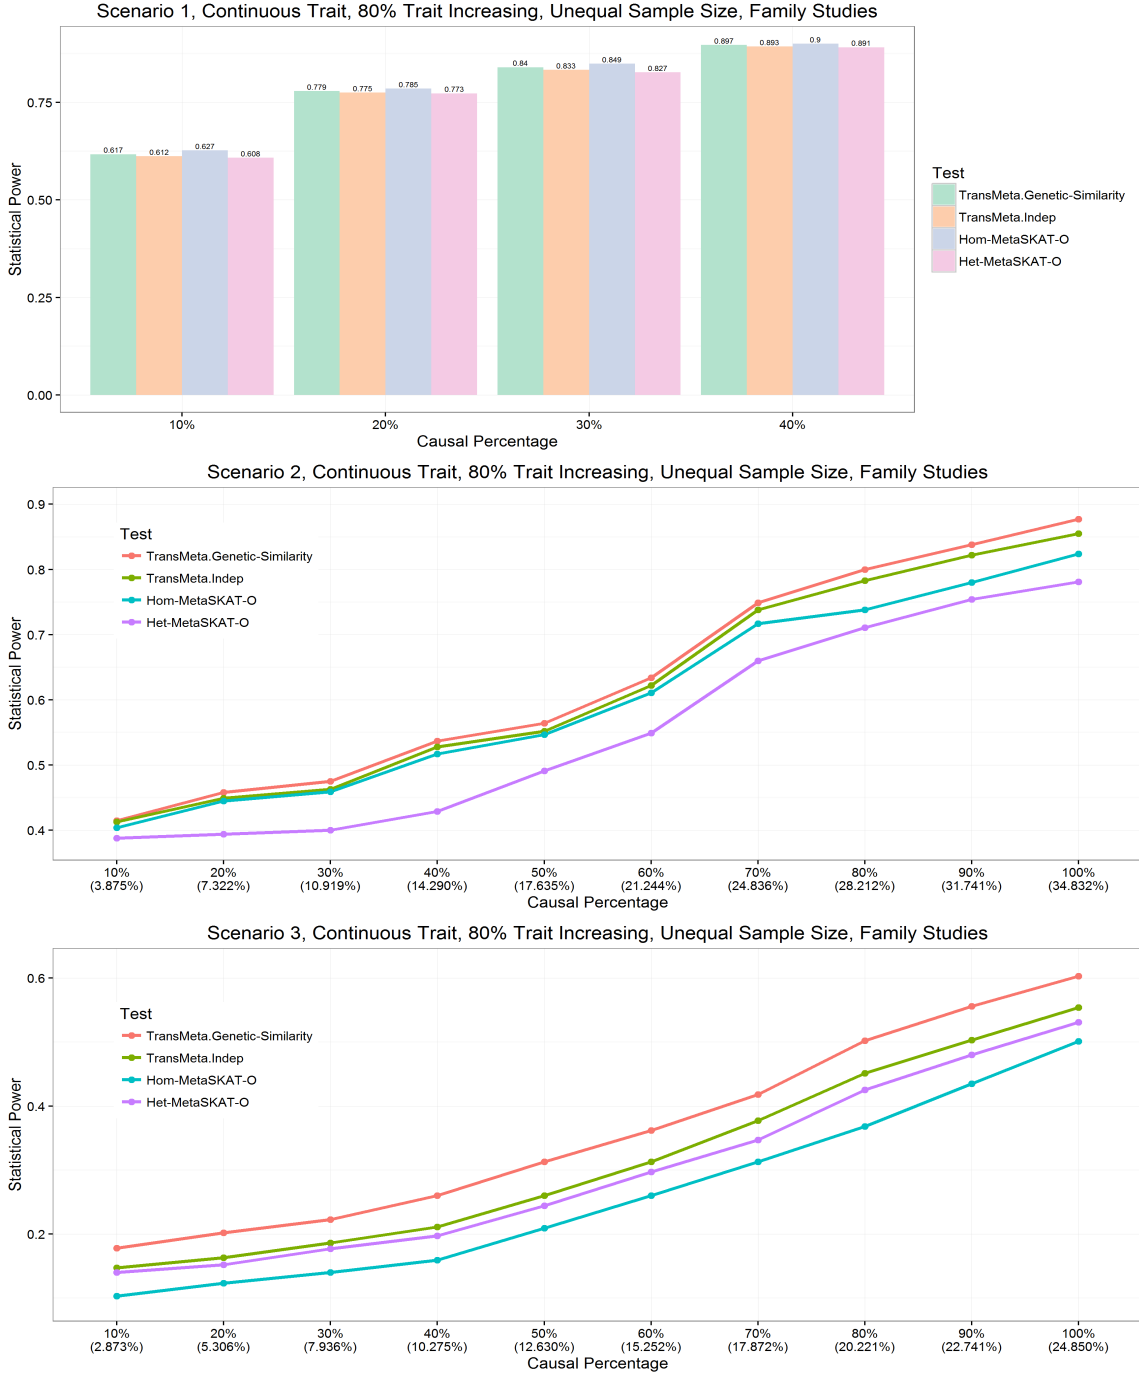 Scenario 1, Continuous Trait, 80% Trait Increasing, Unequal Sample Size, Family Studies
Statistical Power
0.75
0.50
0.25
0.00
0.617
0.612
0.627
0.608
0.779
0.775
0.785
0.773
0.84
0.833
0.849
0.827
0.897
0.893
0.9
0.891
10% 20% 30% 40%
Causal Percentage
Test
TransMeta.Genetic-Similarity
TransMeta.Indep
Hom-MetaSKAT-O
Het-MetaSKAT-O
Scenario 2, Continuous Trait, 80% Trait Increasing, Unequal Sample Size, Family Studies
Statistical Power
0.9
0.8
0.7
0.6
0.5
0.4
Test
TransMeta.Genetic-Similarity
TransMeta.Indep
Hom-MetaSKAT-O
Het-MetaSKAT-O
10% 20% 30% 40% 50% 60% 70% 80% 90% 100%
(3.875%) (7.322%) (10.919%) (14.290%) (17.635%) (21.244%) (24.836%) (28.212%) (31.741%) (34.832%)
Causal Percentage
Scenario 3, Continuous Trait, 80% Trait Increasing, Unequal Sample Size, Family Studies
Statistical Power
0.6
0.4
0.2
Test
TransMeta.Genetic-Similarity
TransMeta.Indep
Hom-MetaSKAT-O
Het-MetaSKAT-O
10% 20% 30% 40% 50% 60% 70% 80% 90% 100%
(2.873%) (5.306%) (7.936%) (10.275%) (12.630%) (15.252%) (17.872%) (20.221%) (22.741%) (24.850%)
Causal Percentage